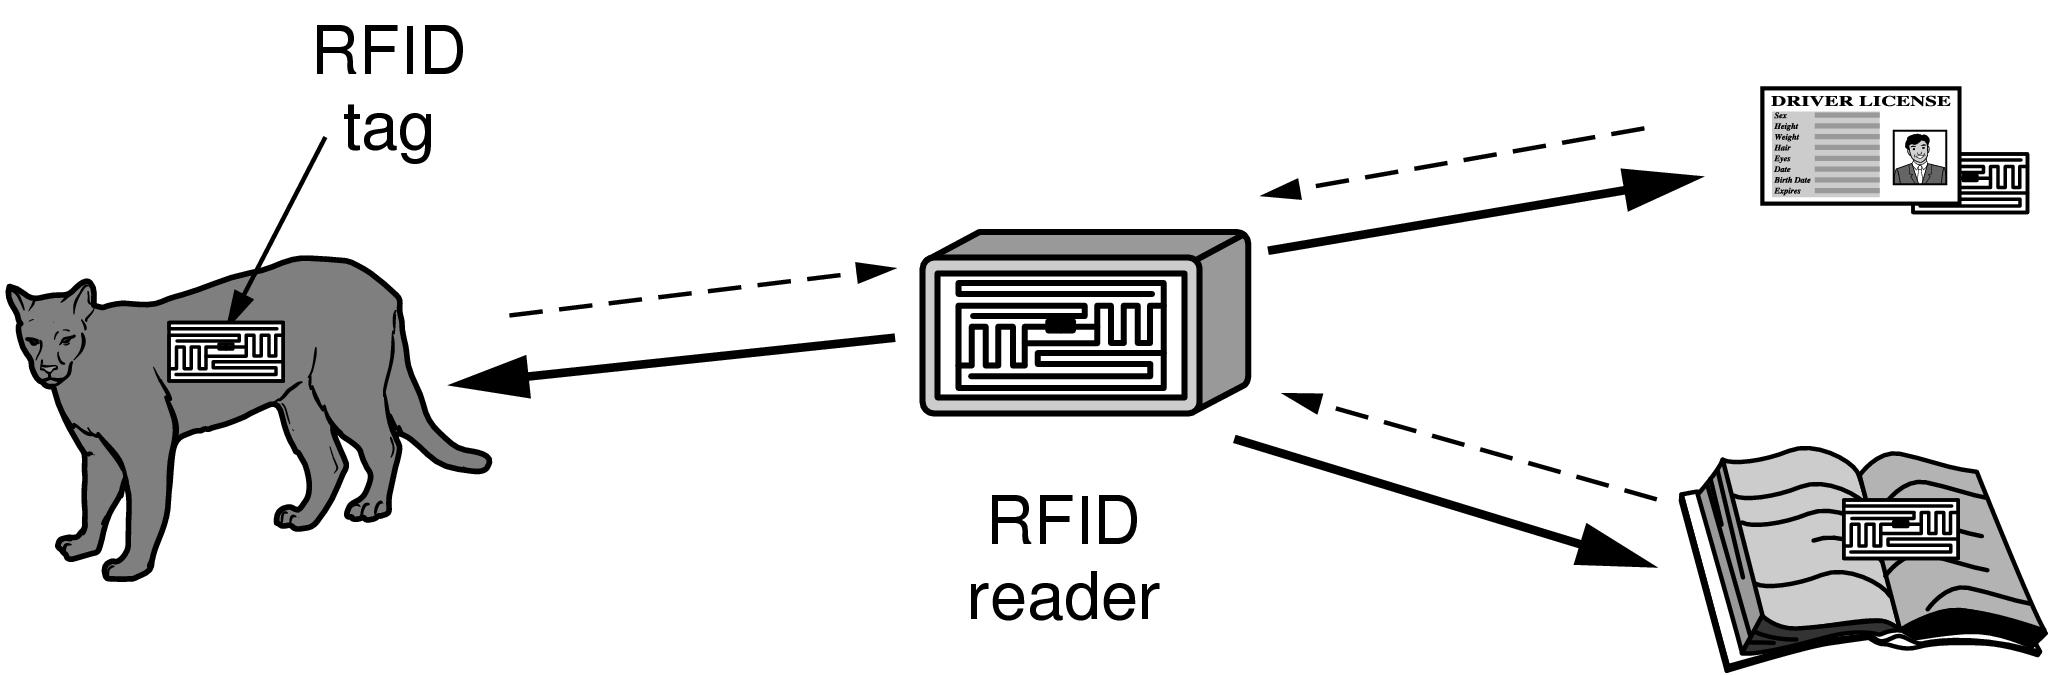 RFID
tag
DRIVER LICENSE
Sex
Height
Weight
Hair
Eyes
Date
Birth Date
Expires
RFID
reader